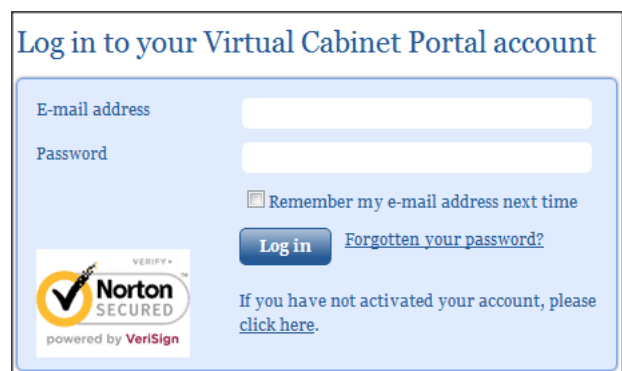 Log in to your Virtual Cabinet Portal account
E-mail address
Password
Remember my e-mail address next time
Log in Forgotten your password?
VERIFY
Norton
SECURED
powered by VeriSign
If you have not activated your account, please
click here.